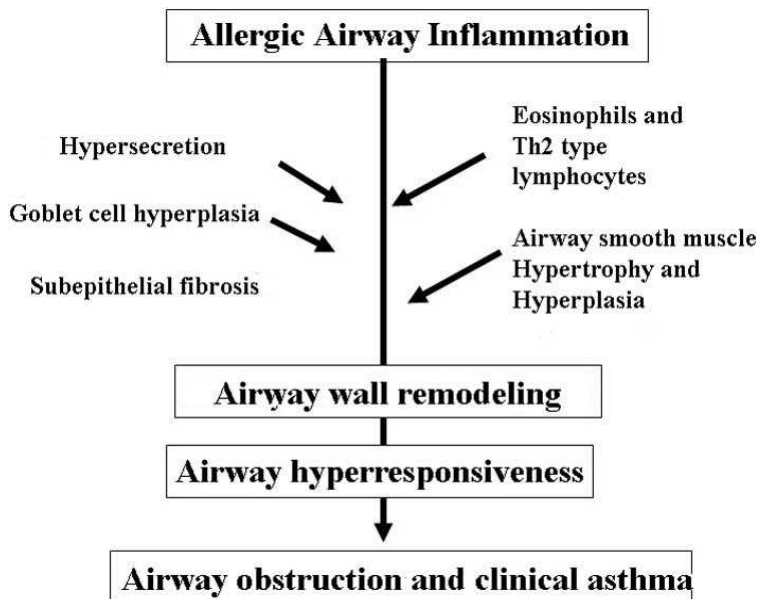 Allergic Airway Inflammation
Hypersecretion
Goblet cell hyperplasia
Subepithelial fibrosis
Eosinophils and
Th2 type
lymphocytes
Airway smooth muscle
Hypertrophy and
Hyperplasia
Airway wall remodeling
Airway hyperresponsiveness
Airway obstruction and clinical asthma